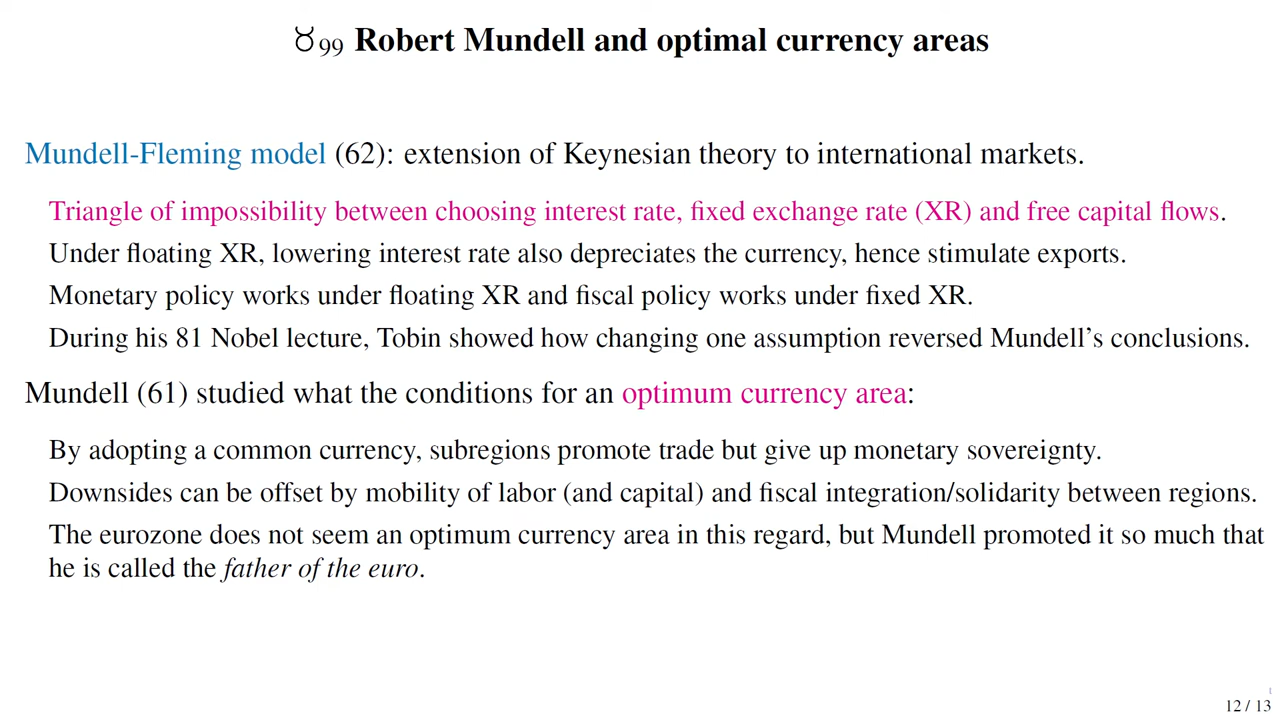 ♉99 Robert Mundell and optimal currency areas
Mundell-Fleming model (62): extension of Keynesian theory to international markets.
Triangle of impossibility between choosing interest rate, fixed exchange rate (XR) and free capital flows.
Under floating XR, lowering interest rate also depreciates the currency, hence stimulate exports.
Monetary policy works under floating XR and fiscal policy works under fixed XR.
During his 81 Nobel lecture, Tobin showed how changing one assumption reversed Mundell's conclusions.
Mundell (61) studied what the conditions for an optimum currency area:
By adopting a common currency, subregions promote trade but give up monetary sovereignty.
Downsides can be offset by mobility of labor (and capital) and fiscal integration/solidarity between regions.
The eurozone does not seem an optimum currency area in this regard, but Mundell promoted it so much that
he is called the father of the euro.
12 / 13